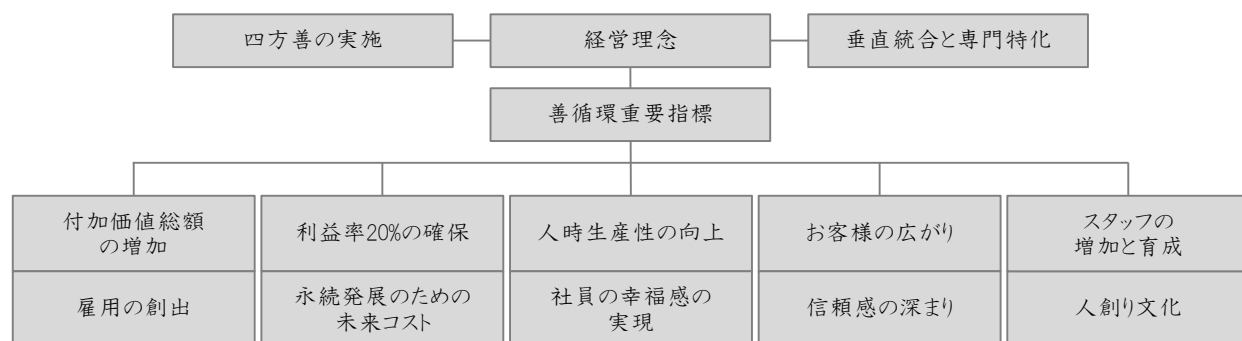 四方善の実施
経営理念
垂直統合と専門特化
善循環重要指標
付加価値総額
の増加
利益率20%の確保
人時生産性の向上
お客様の広がり
スタッフの
増加と育成
雇用の創出
永続発展のための
未来コスト
社員の幸福感の
実現
信頼感の深まり
人創り文化